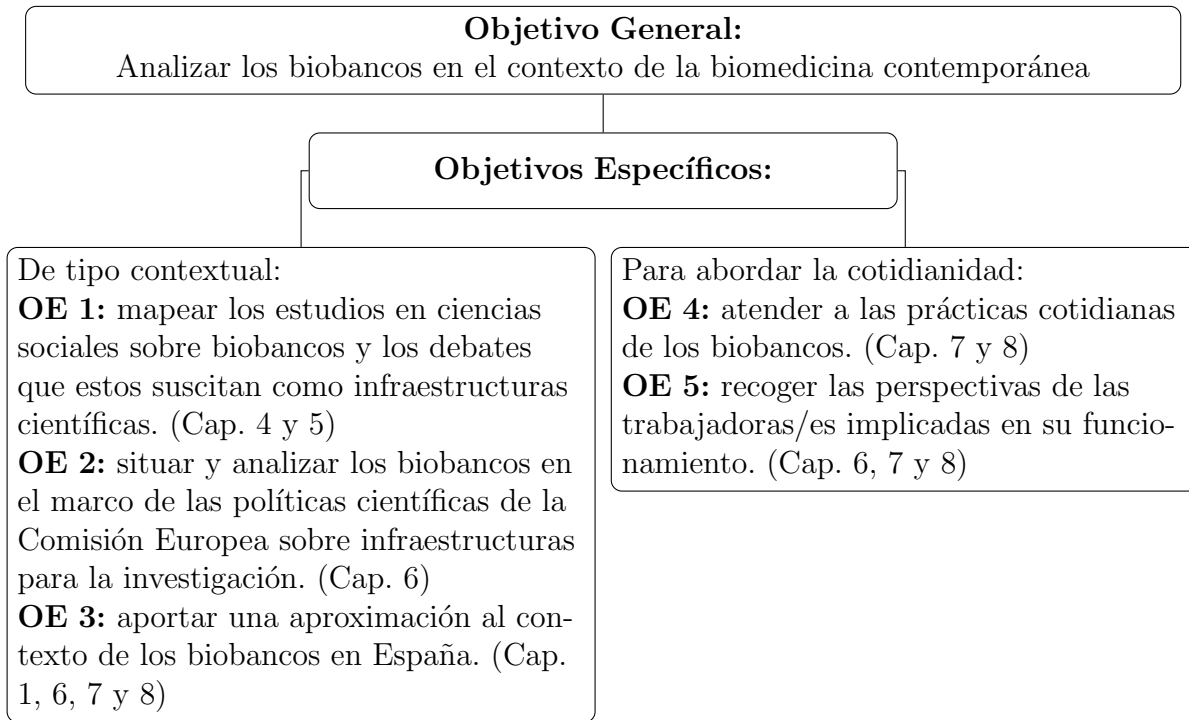 Objetivo General:
Analizar los biobancos en el contexto de la biomedicina contemporánea
Objetivos Específicos:
De tipo contextual:
OE 1: mapear los estudios en ciencias
sociales sobre biobancos y los debates
que estos suscitan como infraestructuras
científicas. (Cap. 4 y 5)
OE 2: situar y analizar los biobancos en
el marco de las políticas científicas de la
Comisión Europea sobre infraestructuras
para la investigación. (Cap. 6)
OE 3: aportar una aproximación al con-
texto de los biobancos en España. (Cap.
1, 6, 7 y 8)
Para abordar la cotidianidad:
OE 4: atender a las prácticas cotidianas
de los biobancos. (Cap. 7 y 8)
OE 5: recoger las perspectivas de las
trabajadoras/es implicadas en su funcio-
namiento. (Cap. 6, 7 y 8)